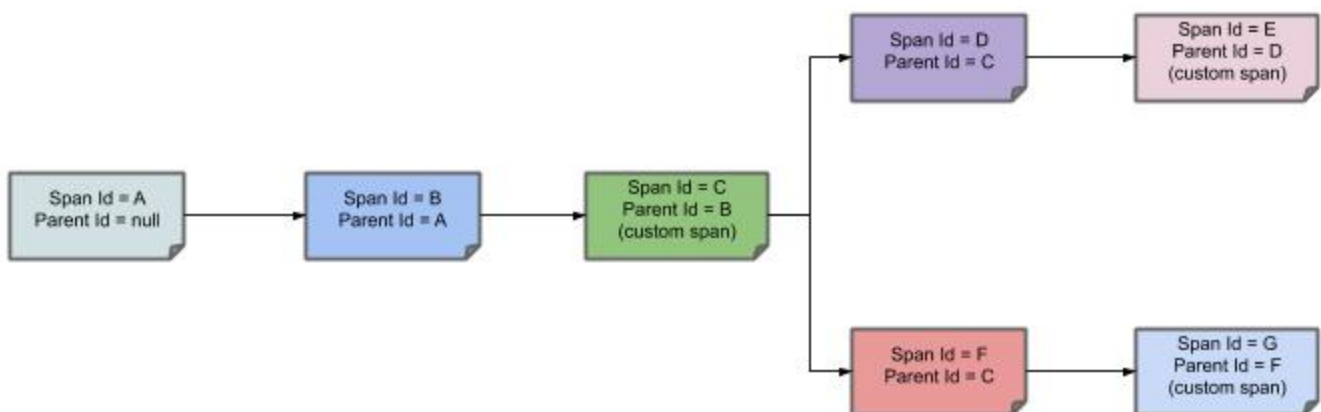 Span Id = A
Parent Id = null
Span Id = B
Parent Id = A
Span Id = C
Parent Id = B
(custom span)
Span Id = D
Parent Id = C
Span Id = E
Parent Id = D
(custom span)
Span Id = F
Parent Id = C
Span Id = G
Parent Id = F
(custom span)